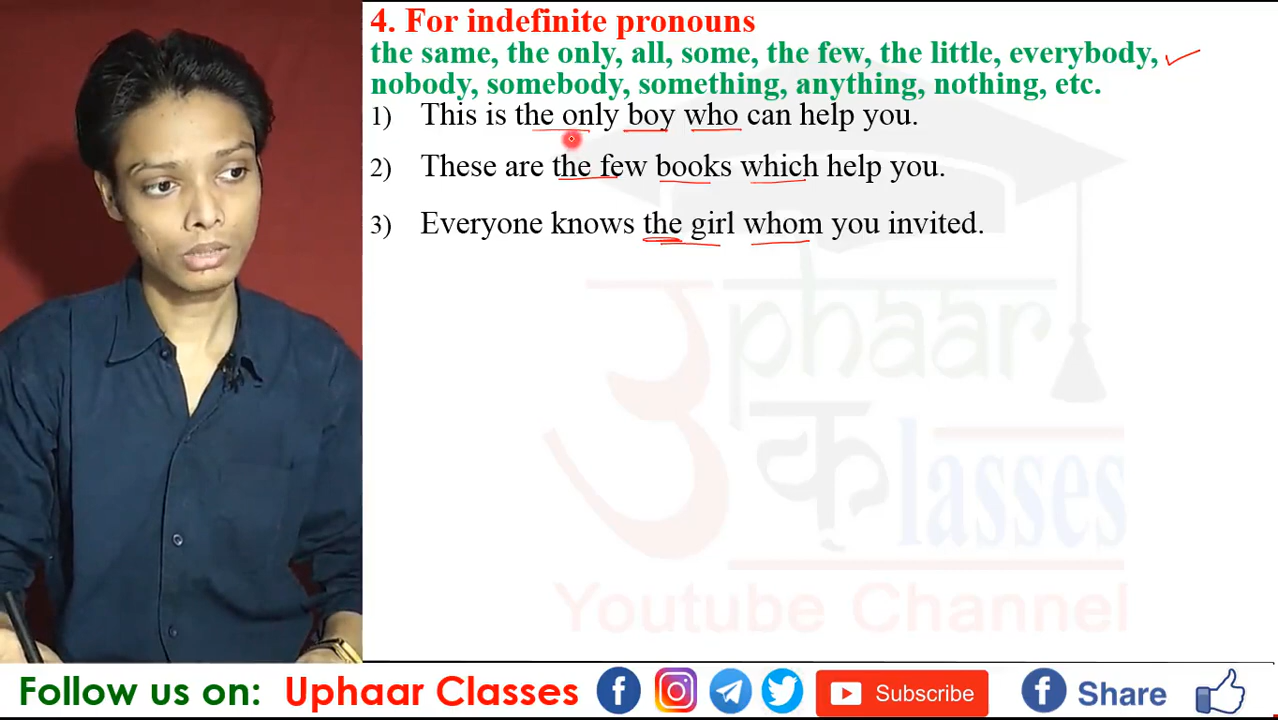 4. For indefinite pronouns
the same, the only, all, some, the few, the little, everybody,
nobody, somebody, something, anything, nothing, etc.
1) This is the only boy who can help you.
2) These are the few books which help you.
3) Everyone knows the girl whom you invited.
उphaar
कlasses
Youtube Channel
Follow us on: Uphaar Classes Subscribe Share